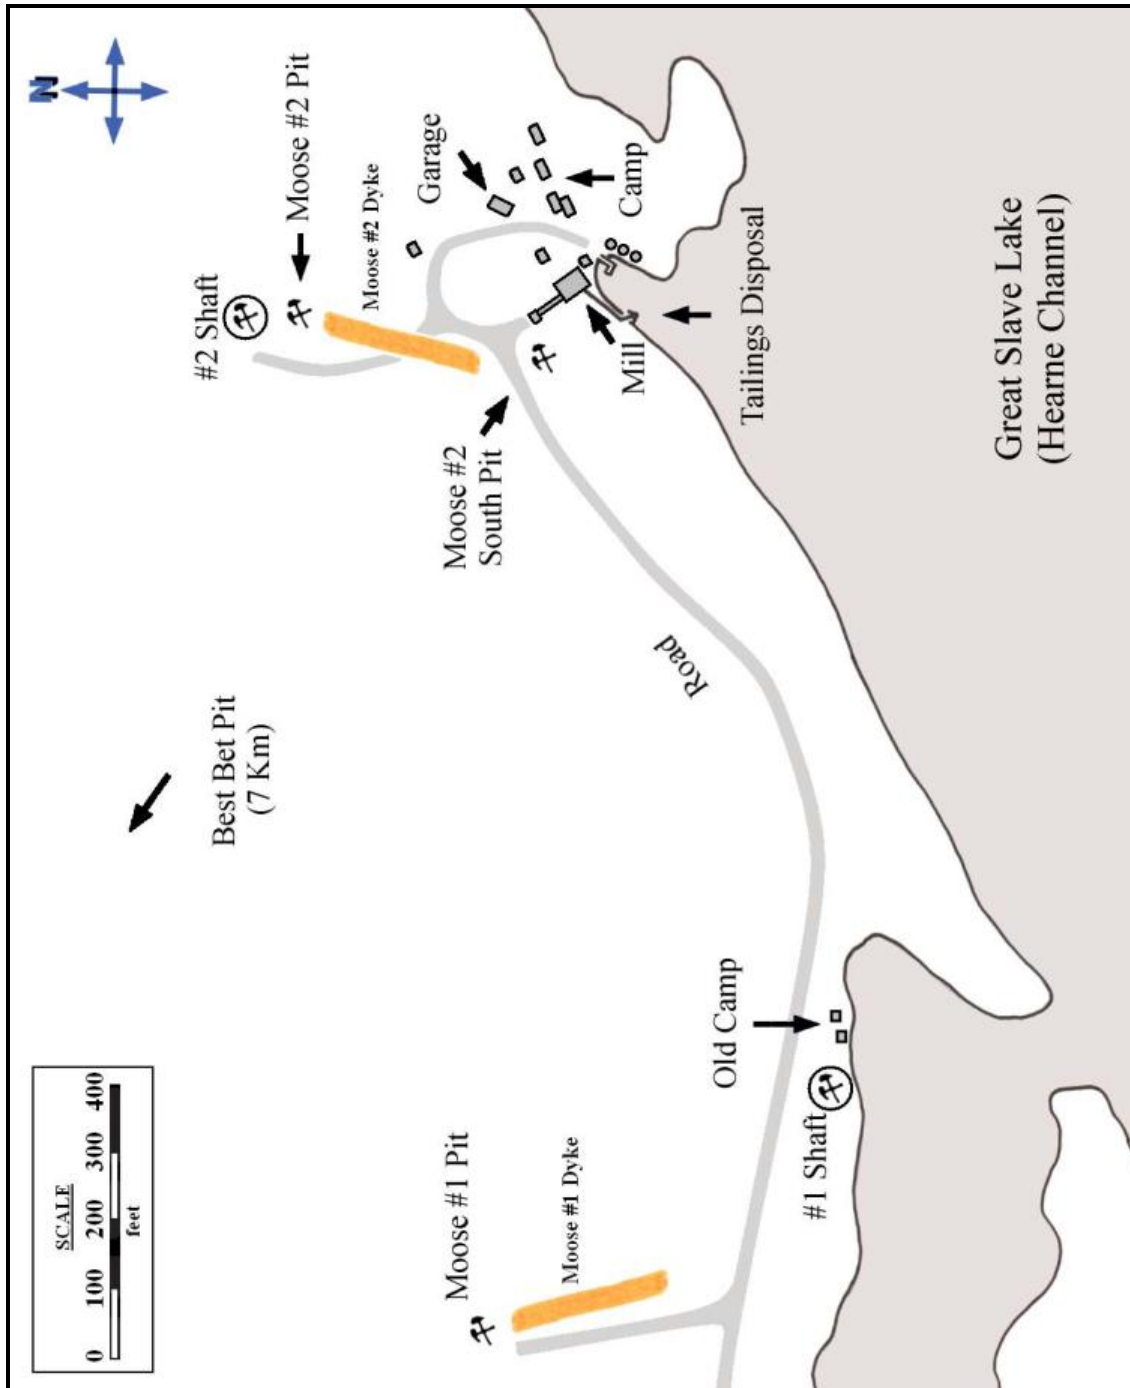 N
SCALE
0 100 200 300 400
feet
#2 Shaft
Best Bet Pit
(7 Km)
Moose #2 Pit
Moose #2 Dyke
Garage
Moose #1 Pit
Moose #2
South Pit
Moose #1 Dyke
Camp
Mill
Road
Old Camp
Tailings Disposal
#1 Shaft
Great Slave Lake
(Hearne Channel)